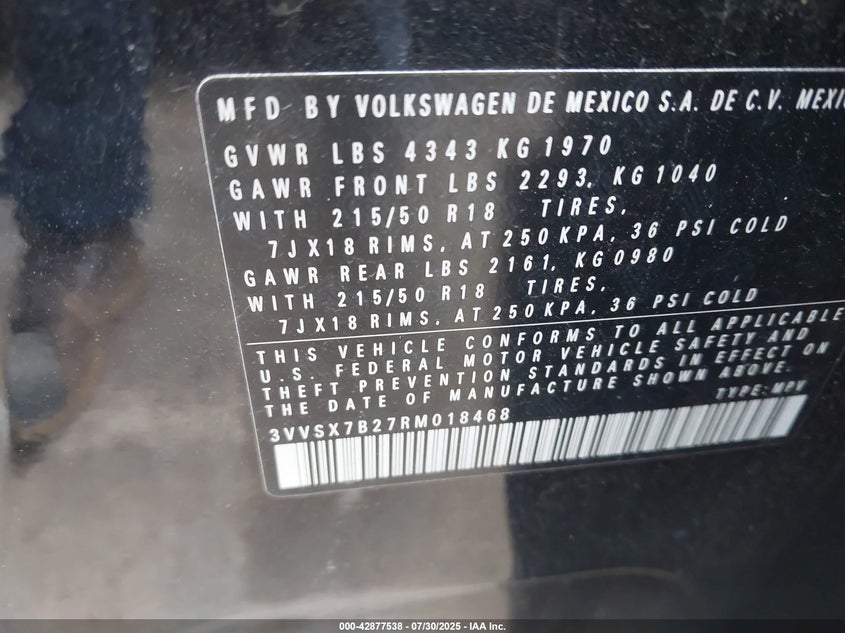 MFD BY VOLKSWAGEN DE MEXICO S.A. DE C.V. MEXIC
GVWR LBS 4343 KG 1970
GAWR FRONT LBS 2293, KG 1040
WITH 215/50 R18 TIRES,
7JX18 RIMS, AT 250 KPA, 36 PSI COLD
GAWR REAR LBS 2161, KG 0980
WITH 215/50 R18 TIRES,
7JX18 RIMS, AT 250 KPA, 36 PSI COLD
THIS VEHICLE CONFORMS TO ALL APPLICABLE
U.S. FEDERAL MOTOR VEHICLE SAFETY AND
THEFT PREVENTION STANDARDS IN EFFECT ON
THE DATE OF MANUFACTURE SHOWN ABOVE.
3VVSX7B27RM018468 TYPE:MPV
000-42877538 - 07/30/2025 - IAA Inc.